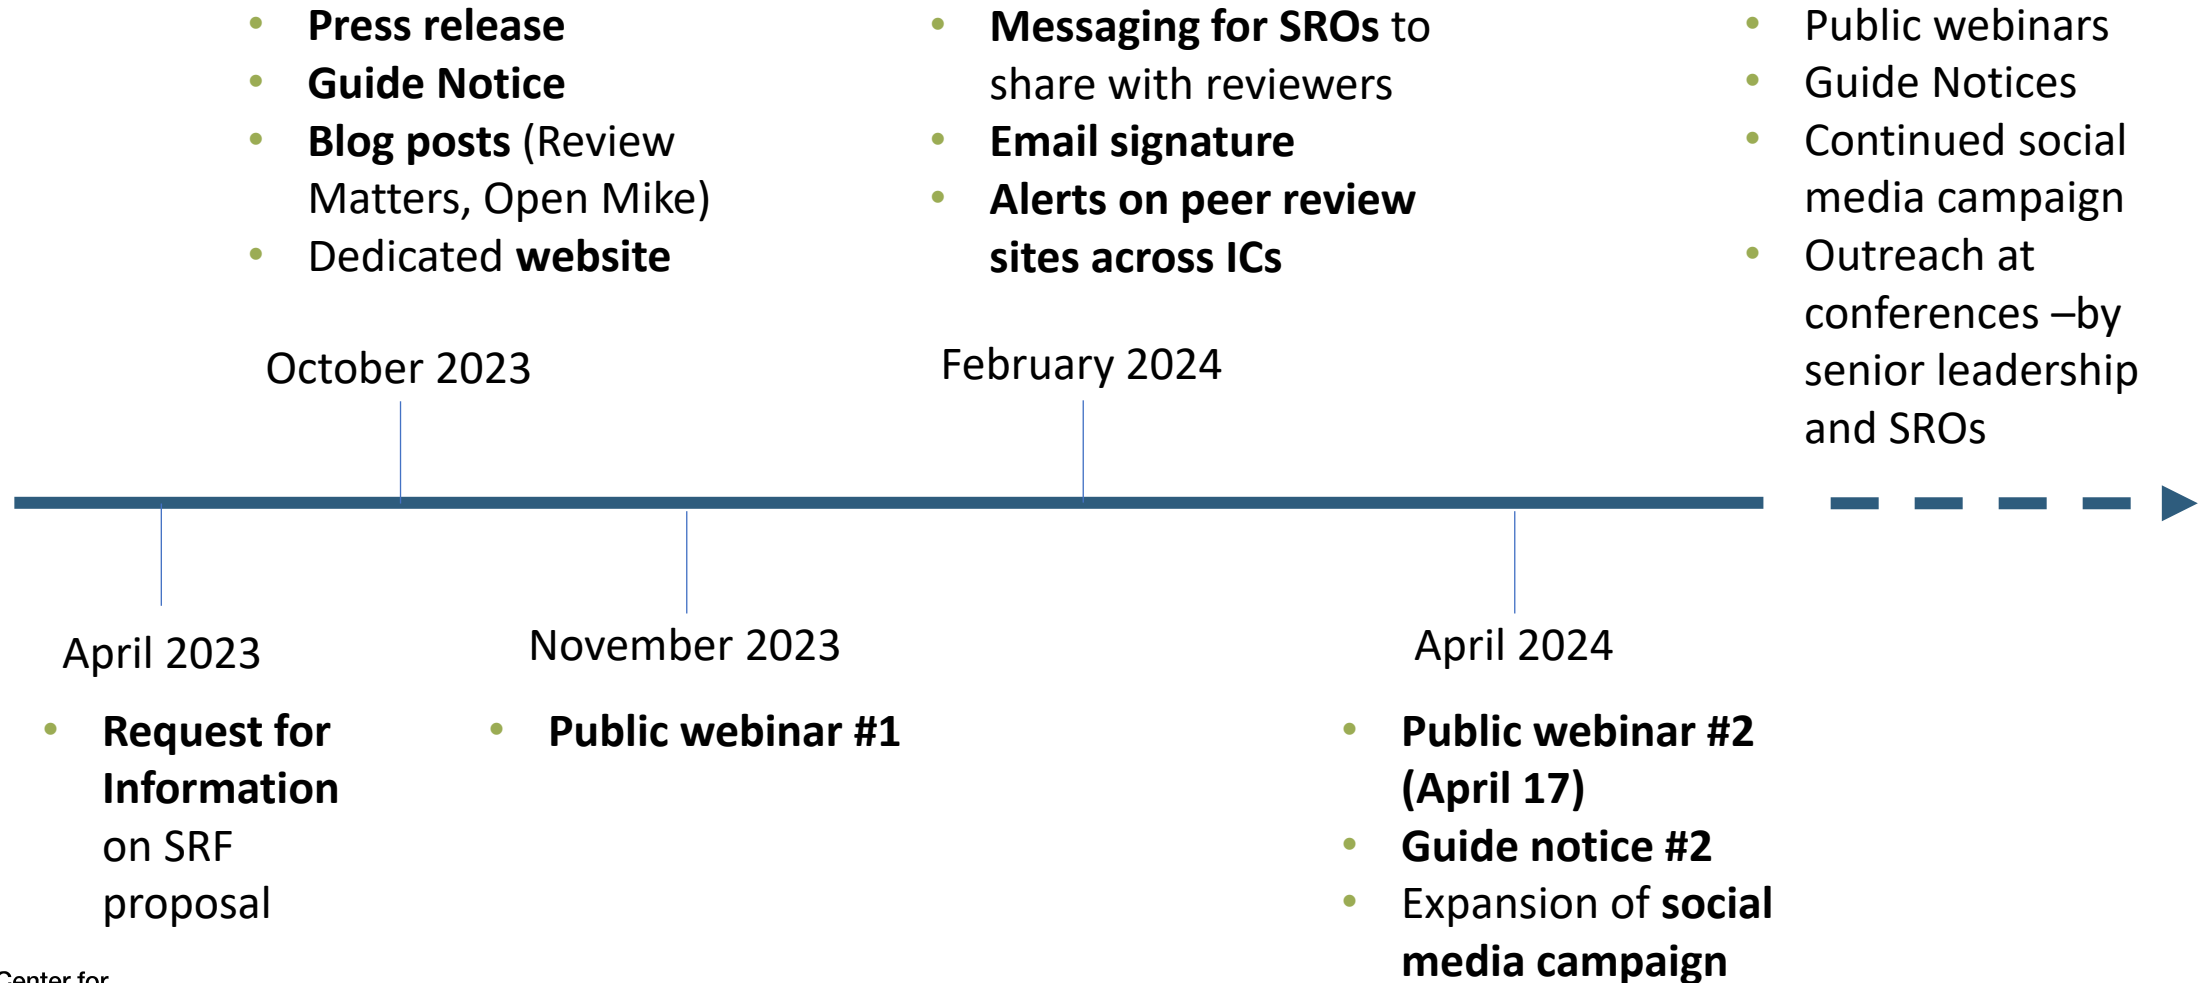 Press release
Guide Notice
Blog posts (Review
Matters, Open Mike)
Dedicated website
October 2023
Messaging for SROs to
share with reviewers
Email signature
Alerts on peer review
sites across ICs
February 2024
Public webinars
Guide Notices
Continued social
media campaign
Outreach at
conferences –by
senior leadership
and SROs
April 2023
Request for
Information
on SRF
proposal
November 2023
Public webinar #1
April 2024
Public webinar #2
(April 17)
Guide notice #2
Expansion of social
media campaign
Center for